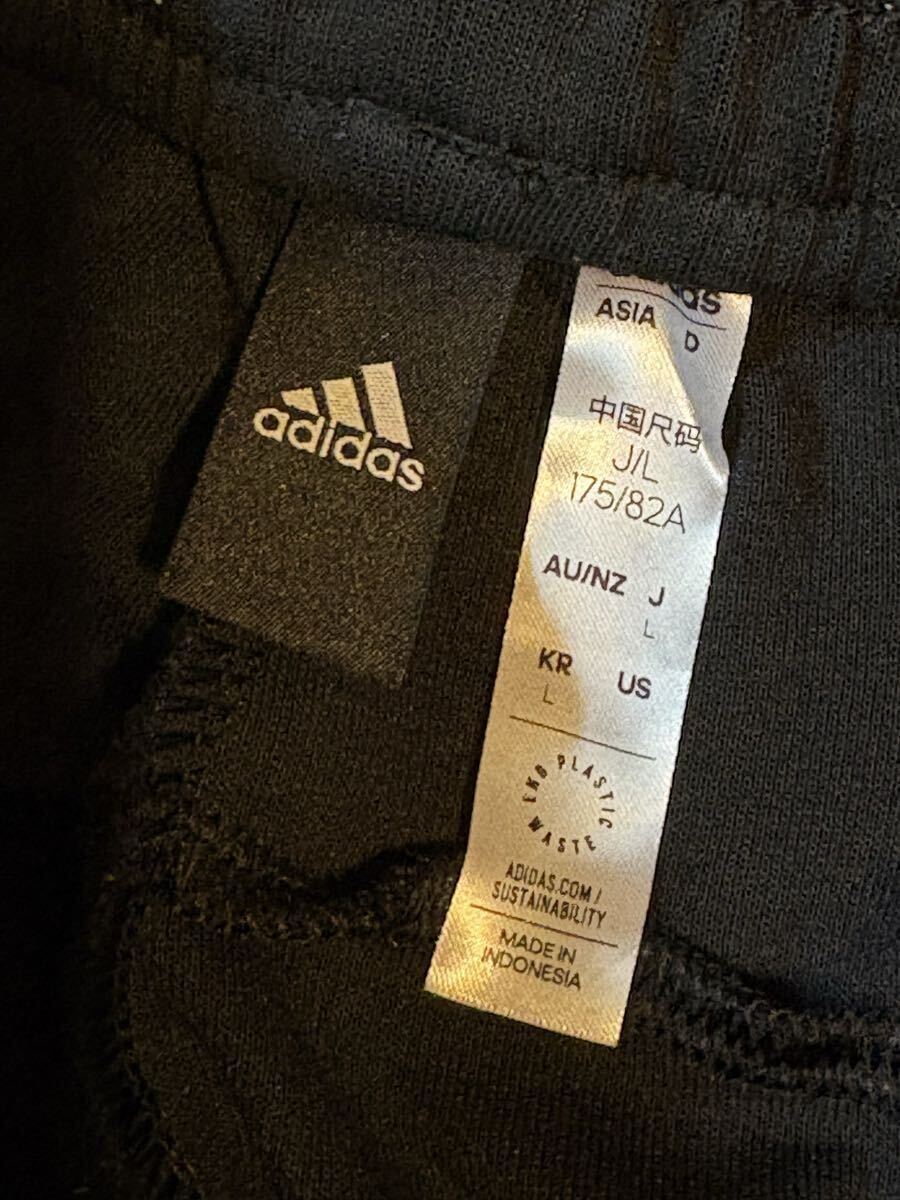 adidas
ASIA D
中国尺码
J/L
175/82A
AU/NZ J
L
KR US
L
END PLASTIC WASTE
ADIDAS.COM/
SUSTAINABILITY
MADE IN
INDONESIA